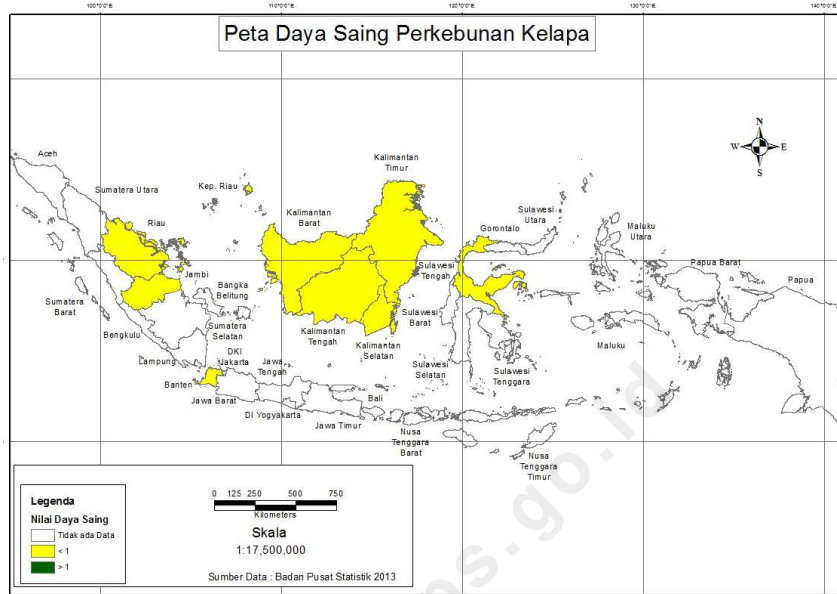 100°0'0"E
110°0'0"E
120°0'0"E
130°0'0"E
140°0'0"E
Peta Daya Saing Perkebunan Kelapa
N
W
E
S
Aceh
Sumatera Utara
Kep. Riau
Riau
Kalimantan
Timur
Kalimantan
Barat
Gorontalo
Sulawesi
Utara
Maluku
Utara
Papua Barat
Papua
Jambi
Bangka
Belitung
Sulawesi
Tengah
Sumatera
Barat
Bengkulu
Sumatera
Selatan
Kalimantan
Tengah
Kalimantan
Selatan
Sulawesi
Barat
Maluku
Lampung
DKI
Jakarta
Jawa
Tengah
Sulawesi
Selatan
Sulawesi
Tenggara
Banten
Jawa Barat
DI Yogyakarta
Bali
Jawa Timur
Nusa
Tenggara
Barat
Nusa
Tenggara
Timur
Legenda
Nilai Daya Saing
Tidak ada Data
< 1
> 1
0 125 250 500 750
Kilometers
Skala
1:17,500,000
Sumber Data : Badan Pusat Statistik 2013
ps.go.id